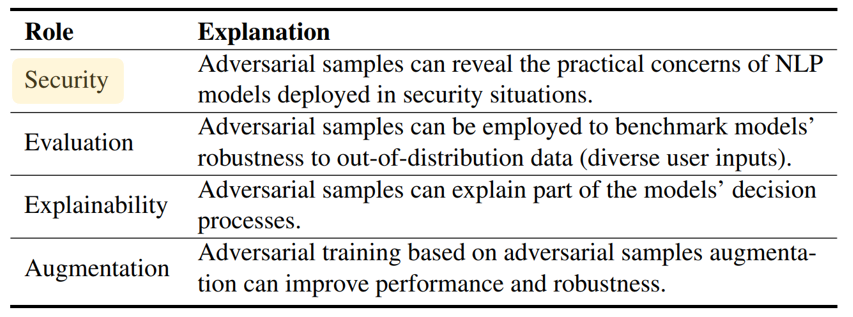 Role Explanation
Security Adversarial samples can reveal the practical concerns of NLP
models deployed in security situations.
Evaluation Adversarial samples can be employed to benchmark models’
robustness to out-of-distribution data (diverse user inputs).
Explainability Adversarial samples can explain part of the models’ decision
processes.
Augmentation Adversarial training based on adversarial samples augmenta-
tion can improve performance and robustness.